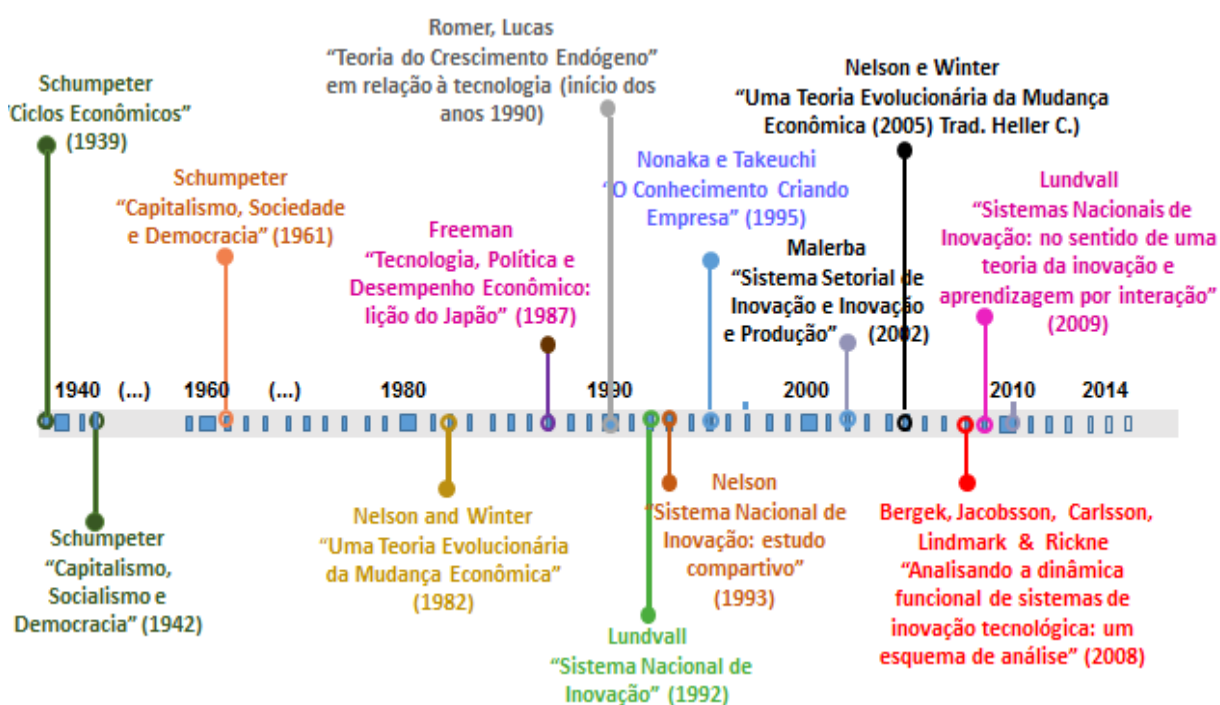 Schumpeter
"Ciclos Econômicos"
(1939)
Schumpeter
"Capitalismo, Sociedade
e Democracia" (1961)
Romer, Lucas
"Teoria do Crescimento Endógeno"
em relação à tecnologia (início dos
anos 1990)
Freeman
"Tecnologia, Política e
Desempenho Econômico:
lição do Japão" (1987)
Nonaka e Takeuchi
"O Conhecimento Criando
Empresa" (1995)
Nelson e Winter
"Uma Teoria Evolucionária da Mudança
Econômica (2005) Trad. Heller C.)
Malerba
"Sistema Setorial de
Inovação e Inovação
e Produção" (2002)
Lundvall
"Sistemas Nacionais de
Inovação: no sentido de uma
teoria da inovação e
aprendizagem por interação"
(2009)
1940 (...) 1960 (...) 1980 1990 2000 2010 2014
Schumpeter
"Capitalismo,
Socialismo e
Democracia" (1942)
Nelson and Winter
"Uma Teoria Evolucionária
da Mudança Econômica"
(1982)
Lundvall
"Sistema Nacional de
Inovação" (1992)
Nelson
"Sistema Nacional de
Inovação: estudo
compartivo"
(1993)
Bergek, Jacobsson, Carlsson,
Lindmark & Rickne
"Analisando a dinâmica
funcional de sistemas de
inovação tecnológica: um
esquema de análise" (2008)